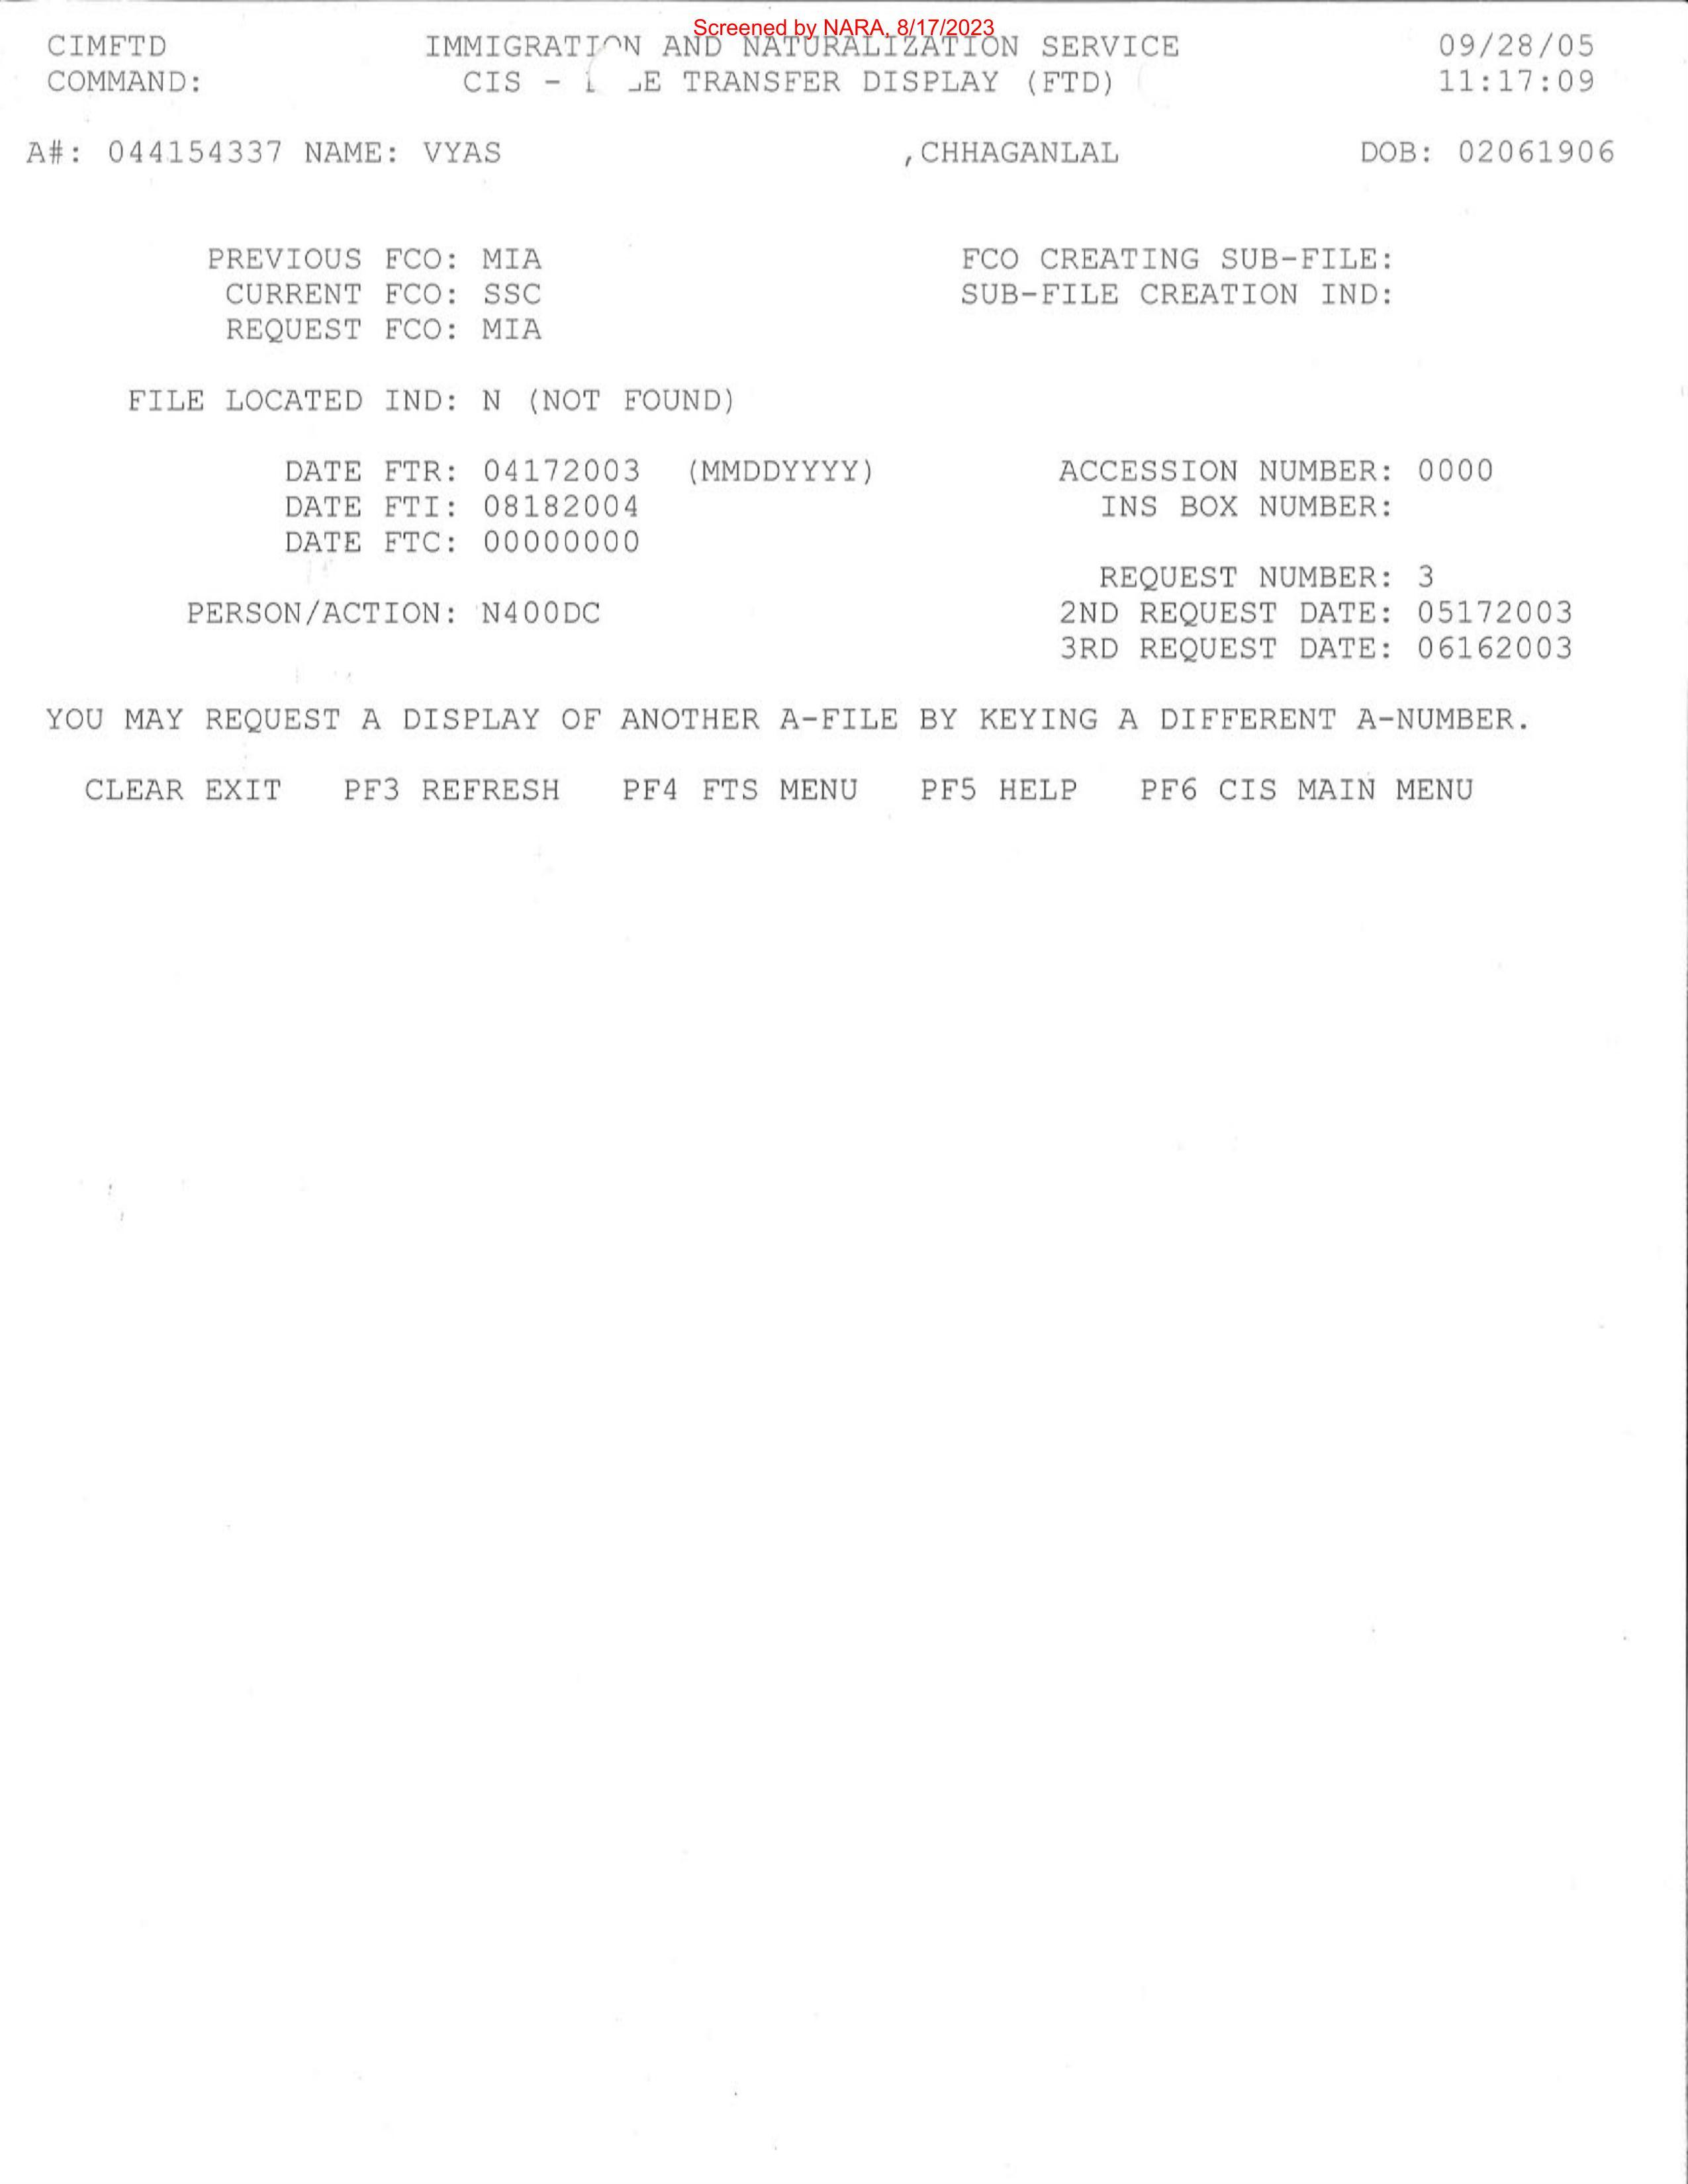 Screened by NARA, 8/17/2023
CIMFTD IMMIGRATION AND NATURALIZATION SERVICE 09/28/05
COMMAND: CIS - TRANSFER DISPLAY (FTD) 11:17:09
A#: 044154337 NAME: VYAS ,CHHAGANLAL DOB: 02061906
PREVIOUS FCO: MIA FCO CREATING SUB-FILE:
CURRENT FCO: SSC SUB-FILE CREATION IND:
REQUEST FCO: MIA
FILE LOCATED IND: N (NOT FOUND)
DATE FTR: 04172003 (MMDDYYYY) ACCESSION NUMBER: 0000
DATE FTI: 08182004 INS BOX NUMBER:
DATE FTC: 00000000
REQUEST NUMBER: 3
PERSON/ACTION: N400DC 2ND REQUEST DATE: 05172003
3RD REQUEST DATE: 06162003
YOU MAY REQUEST A DISPLAY OF ANOTHER A-FILE BY KEYING A DIFFERENT A-NUMBER.
CLEAR EXIT PF3 REFRESH PF4 FTS MENU PF5 HELP PF6 CIS MAIN MENU